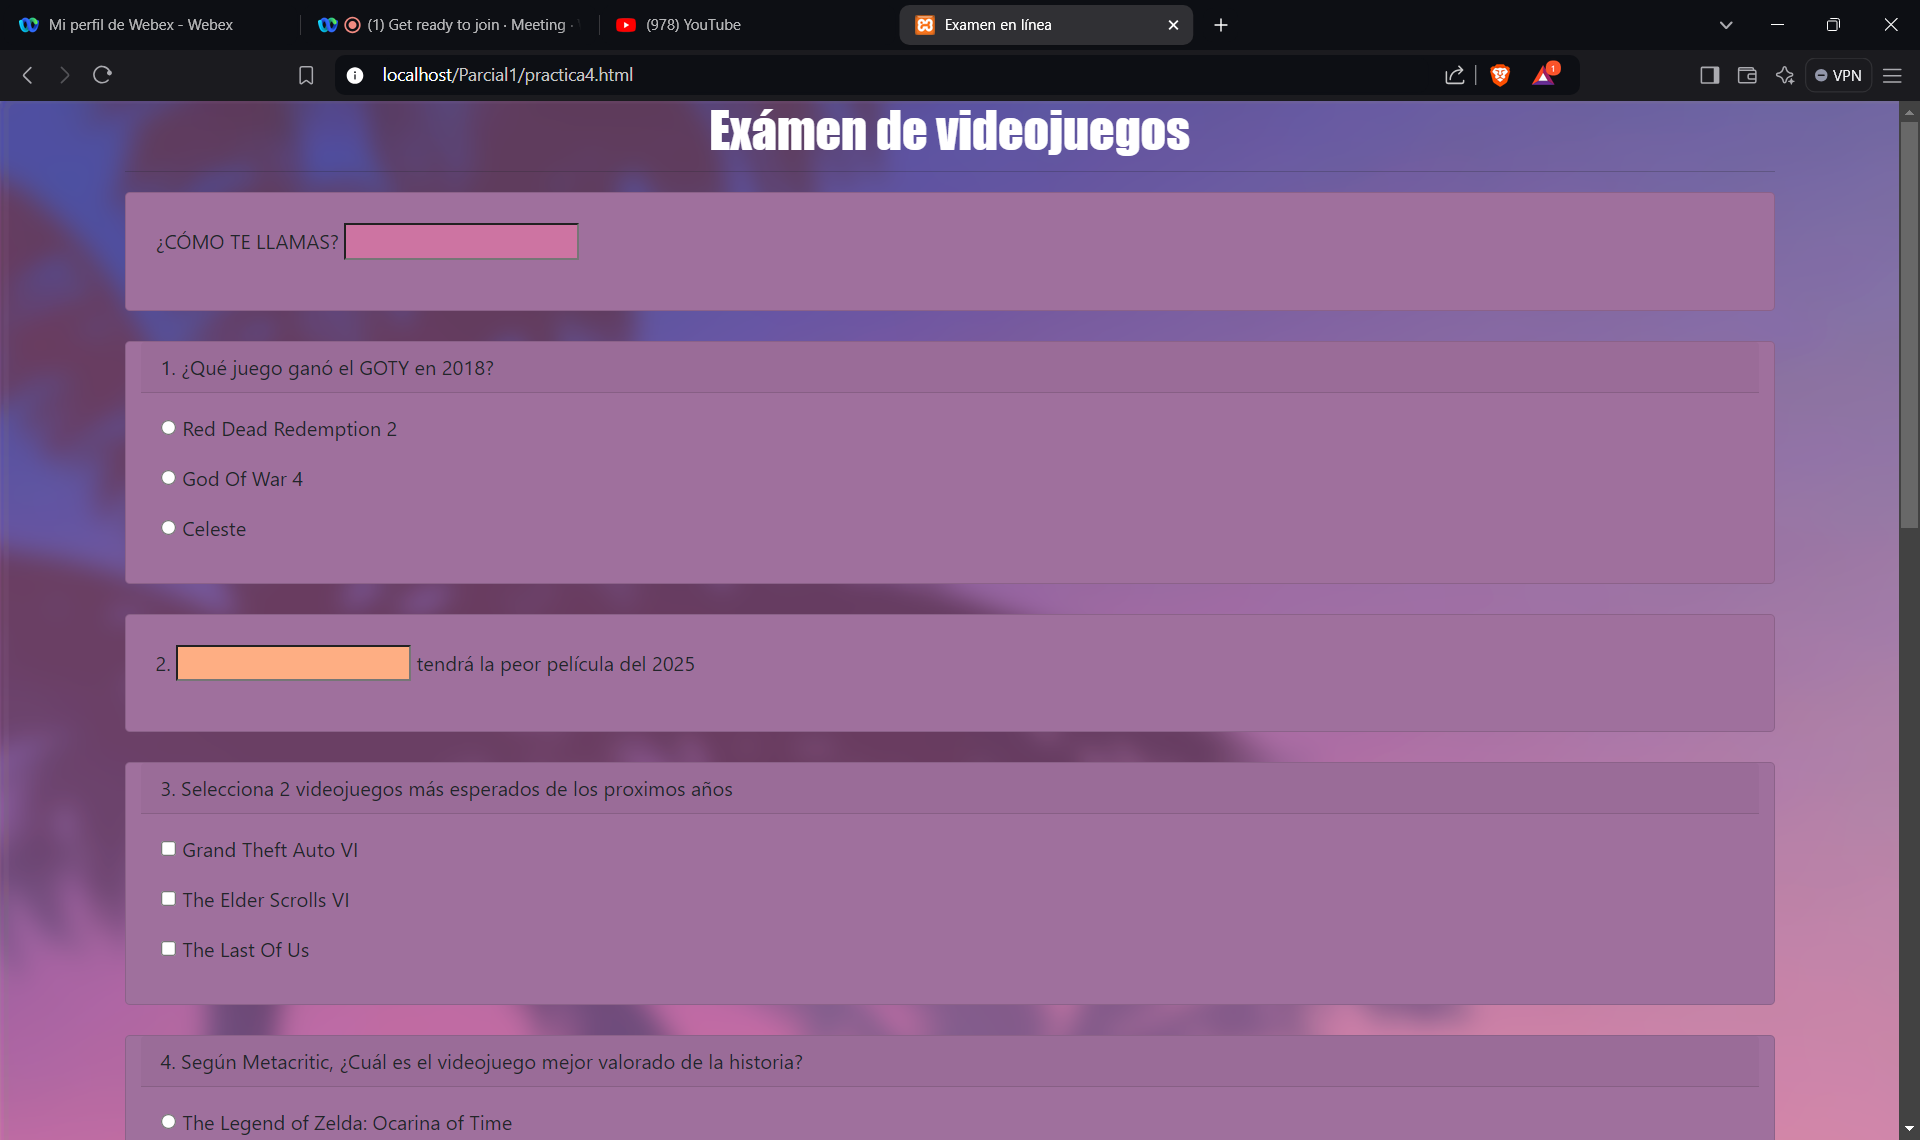 Mi perfil de Webex - Webex
(1) Get ready to join · Meeting ·
(978) YouTube
Examen en línea
localhost/Parcial1/practica4.html
1
VPN
Exámen de videojuegos
¿CÓMO TE LLAMAS?
1. ¿Qué juego ganó el GOTY en 2018?
Red Dead Redemption 2
God Of War 4
Celeste
2. tendrá la peor película del 2025
3. Selecciona 2 videojuegos más esperados de los proximos años
Grand Theft Auto VI
The Elder Scrolls VI
The Last Of Us
4. Según Metacritic, ¿Cuál es el videojuego mejor valorado de la historia?
The Legend of Zelda: Ocarina of Time